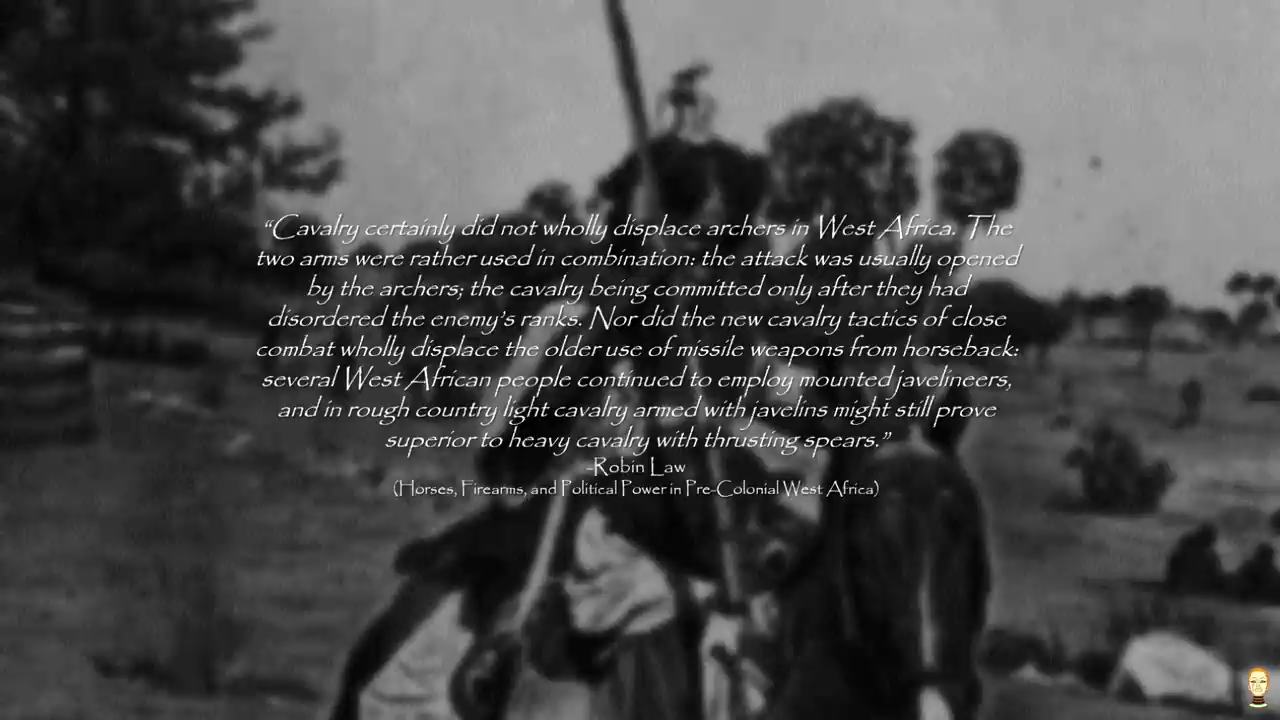 “Cavalry certainly did not wholly displace archers in West Africa. The
two arms were rather used in combination: the attack was usually opened
by the archers; the cavalry being committed only after they had
disordered the enemy’s ranks. Nor did the new cavalry tactics of close
combat wholly displace the older use of missile weapons from horseback:
several West African people continued to employ mounted javelineers,
and in rough country light cavalry armed with javelins might still prove
superior to heavy cavalry with thrusting spears.”
-Robin Law
(Horses, Firearms, and Political Power in Pre-Colonial West Africa)